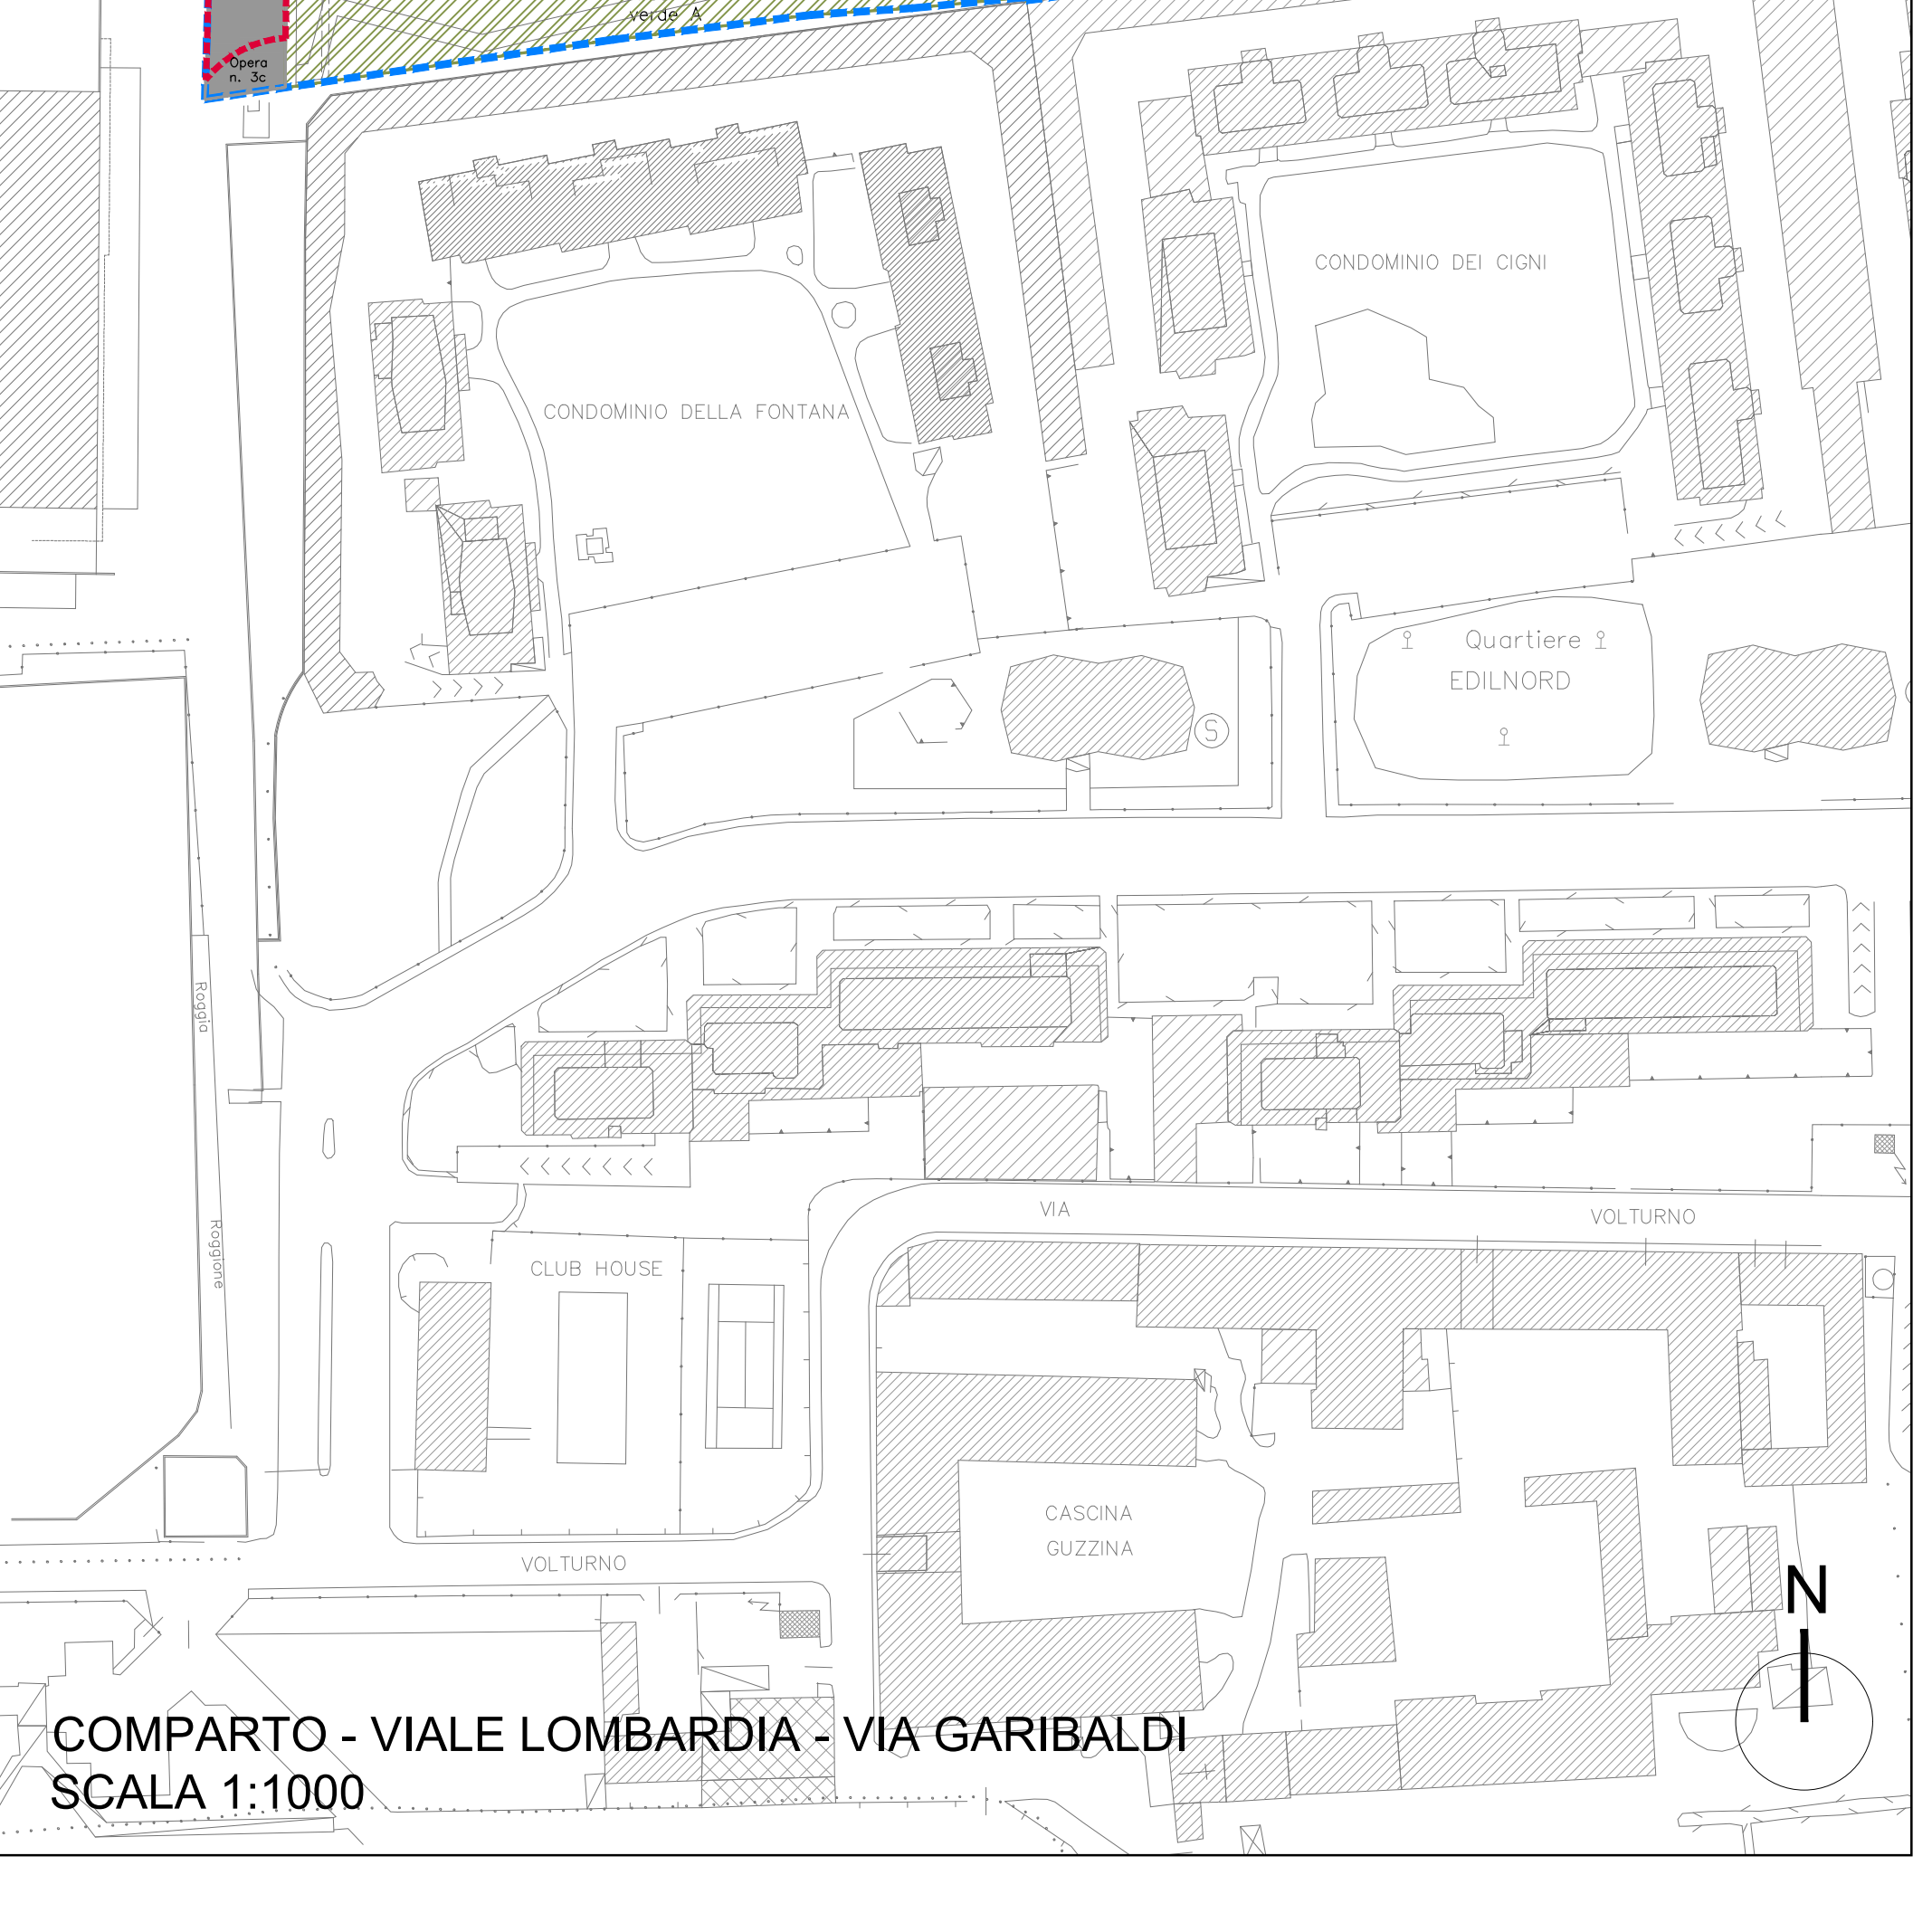 verde A
Opera
n. 3c
CONDOMINIO DEI CIGNI
CONDOMINIO DELLA FONTANA
Quartiere
EDILNORD
S
Roggia
VIA
VOLTURNO
Roggione
CLUB HOUSE
CASCINA
GUZZINA
VOLTURNO
N
COMPARTO - VIALE LOMBARDIA - VIA GARIBALDI
SCALA 1:1000